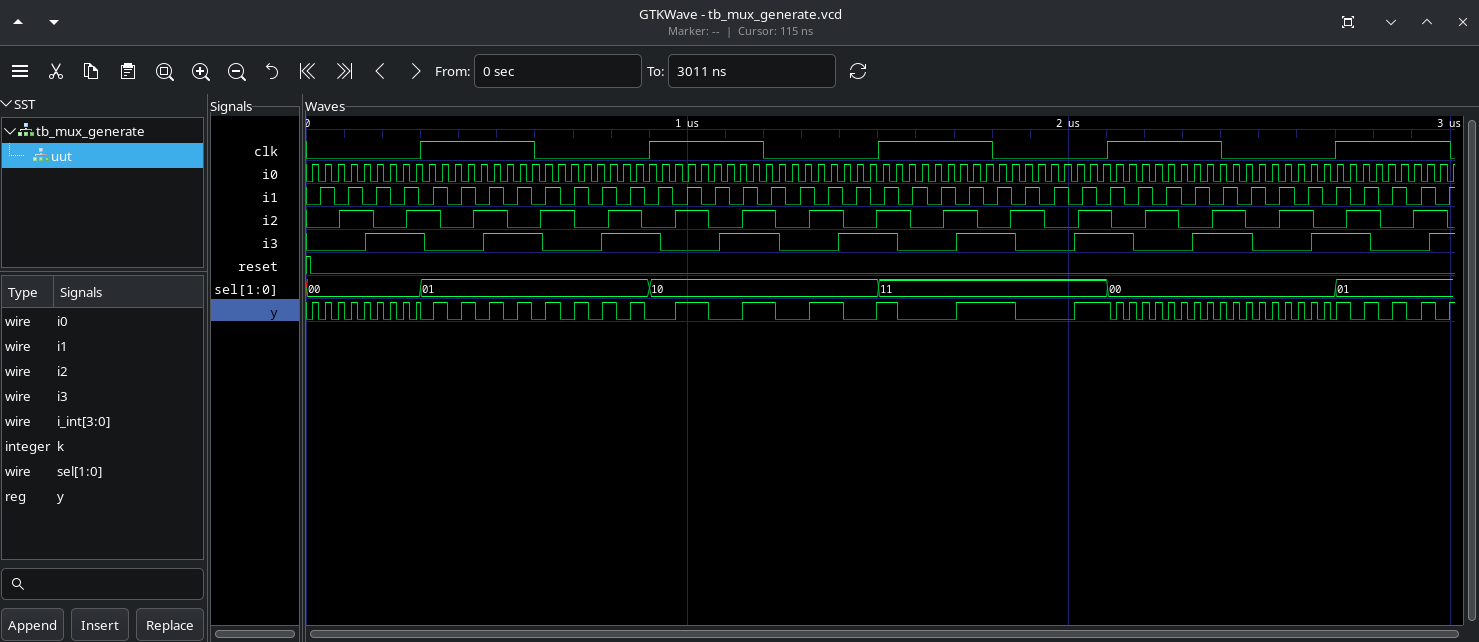 GTKWave - tb_mux_generate.vcd
Marker: -- | Cursor: 115 ns
From: 0 sec To: 3011 ns
SST
tb_mux_generate
uut
Type Signals
wire i0
wire i1
wire i2
wire i3
wire i_int[3:0]
integer k
wire sel[1:0]
reg y
Append Insert Replace
Signals
clk
i0
i1
i2
i3
reset
sel[1:0]
y
Waves
0 1 us 2 us 3 us
00 01 10 11 00 01